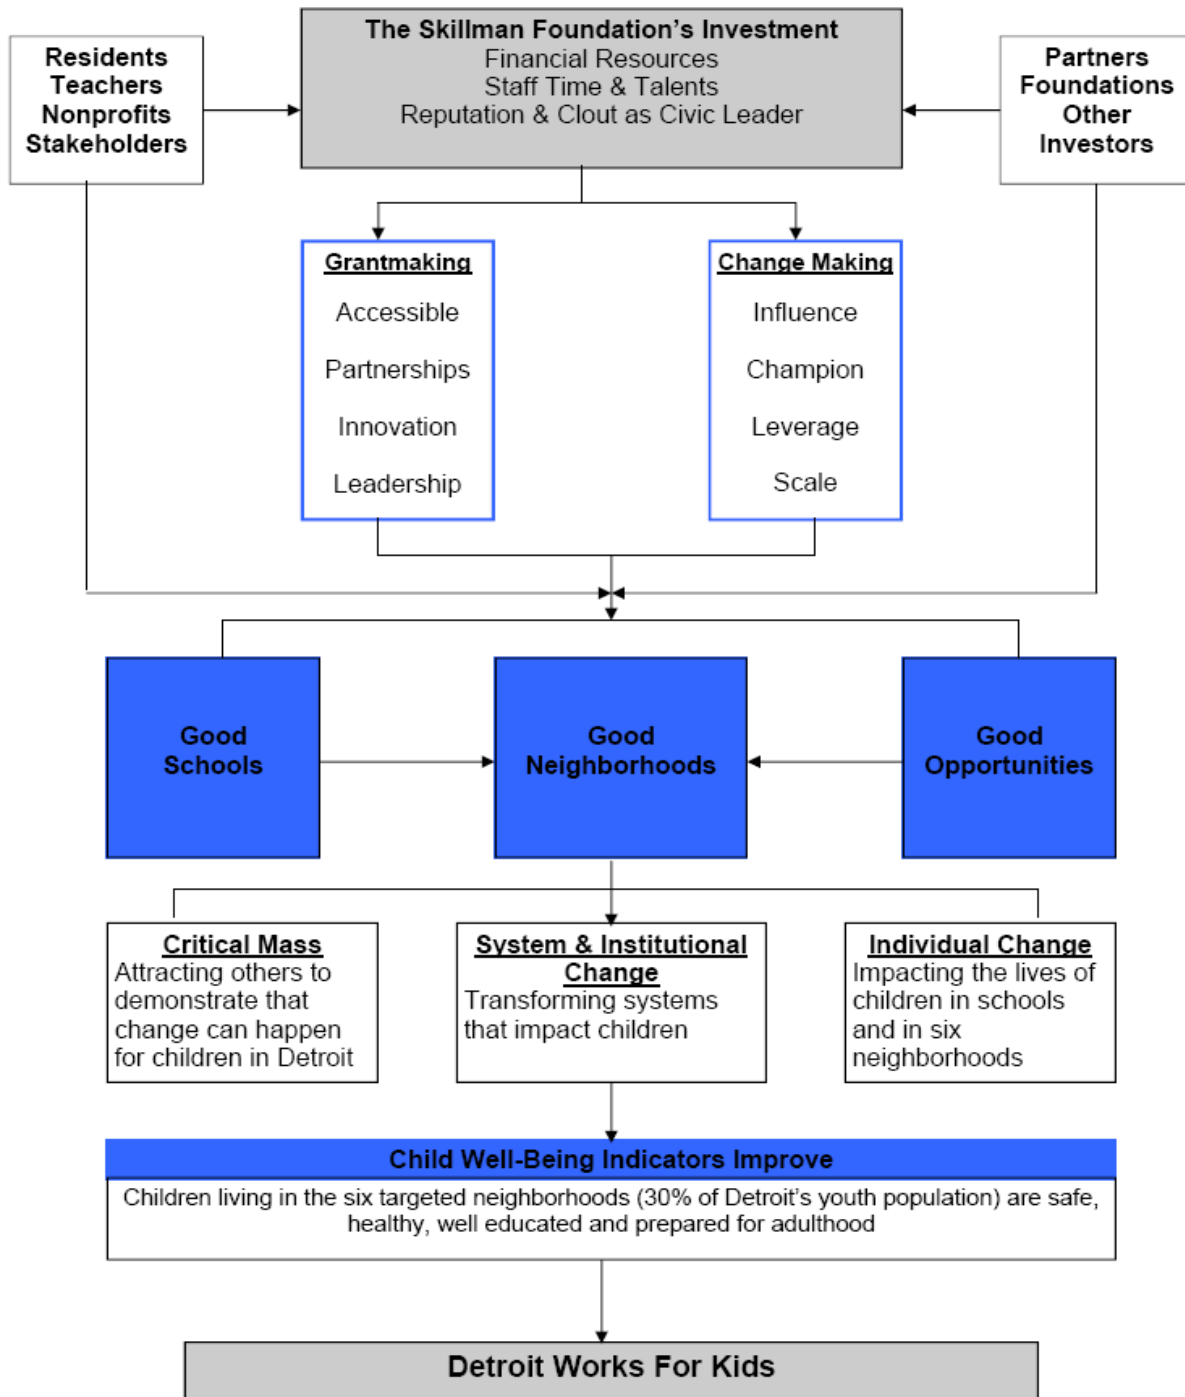 The Skillman Foundation's Investment
Financial Resources
Staff Time & Talents
Reputation & Clout as Civic Leader
Residents
Teachers
Nonprofits
Stakeholders
Partners
Foundations
Other
Investors
Grantmaking
Accessible
Partnerships
Innovation
Leadership
Change Making
Influence
Champion
Leverage
Scale
Good
Schools
Good
Neighborhoods
Good
Opportunities
Critical Mass
Attracting others to
demonstrate that
change can happen
for children in Detroit
System & Institutional
Change
Transforming systems
that impact children
Individual Change
Impacting the lives of
children in schools
and in six
neighborhoods
Child Well-Being Indicators Improve
Children living in the six targeted neighborhoods (30% of Detroit's youth population) are safe,
healthy, well educated and prepared for adulthood
Detroit Works For Kids